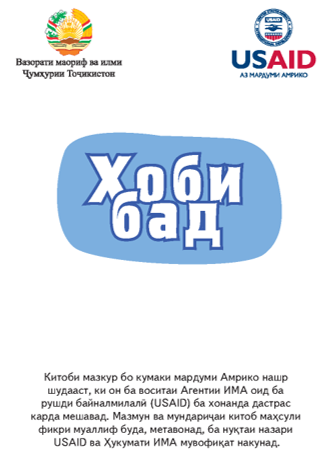 Вазорати маориф ва илми
Ҷумҳурии Тоҷикистон
USAID
АЗ МАРДУМИ АМРИКО
Хоби
бад
Китоби мазкур бо кумаки мардуми Амрико нашр
шудааст, ки он ба воситаи Агентии ИМА оид ба
рушди байналмилалӣ (USAID) ба хонанда дастрас
карда мешавад. Мазмун ва мундариҷаи китоб маҳсули
фикри муаллиф буда, метавонад, ба нуқтаи назари
USAID ва Ҳукумати ИМА мувофиқат накунад.